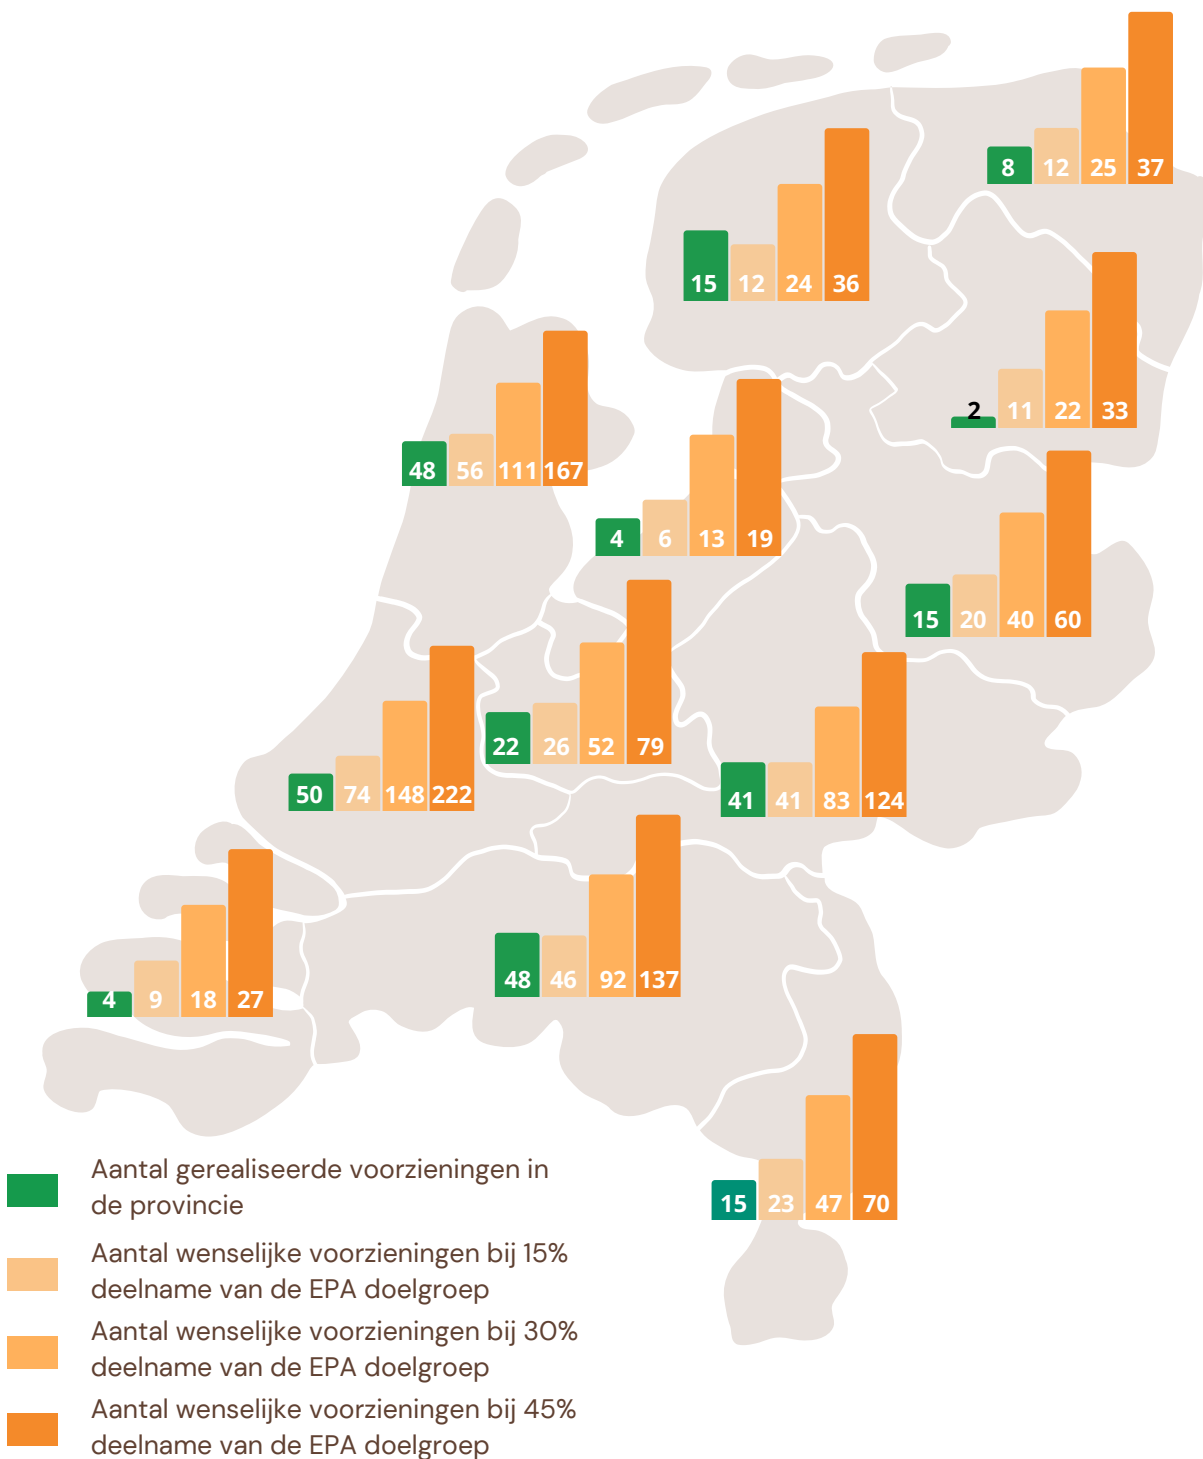 8 12 25 37
15 12 24 36
2 11 22 33
48 56 111 167
4 6 13 19
15 20 40 60
22 26 52 79
50 74 148 222
41 41 83 124
48 46 92 137
4 9 18 27
15 23 47 70
Aantal gerealiseerde voorzieningen in
de provincie
Aantal wenselijke voorzieningen bij 15%
deelname van de EPA doelgroep
Aantal wenselijke voorzieningen bij 30%
deelname van de EPA doelgroep
Aantal wenselijke voorzieningen bij 45%
deelname van de EPA doelgroep